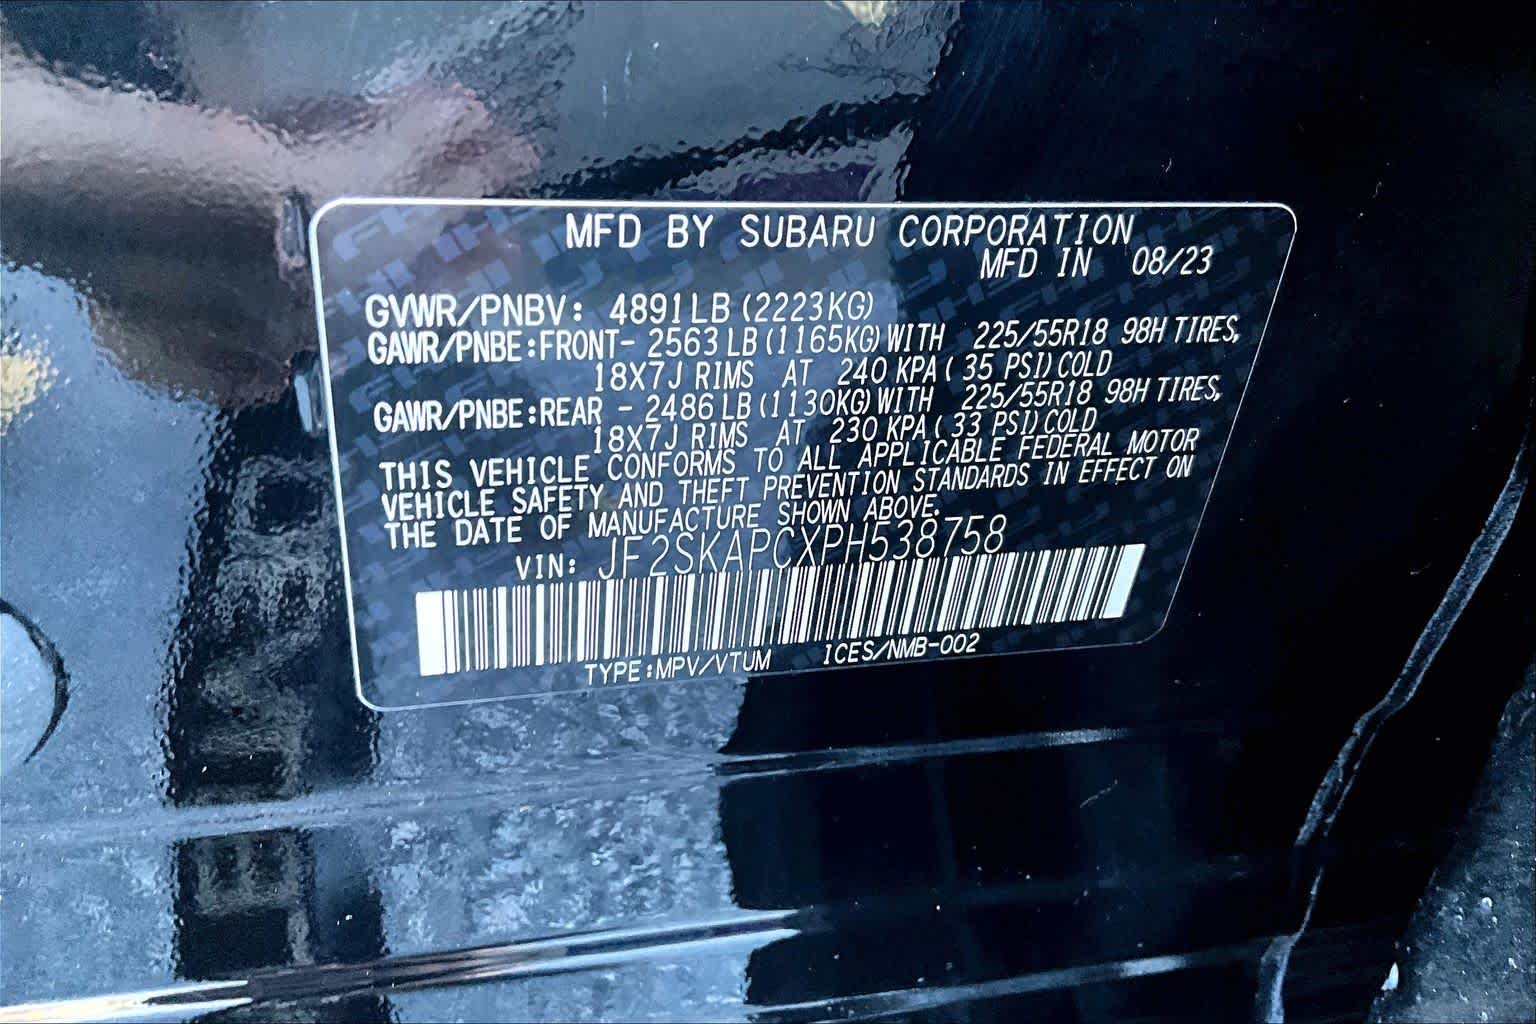 MFD BY SUBARU CORPORATION
MFD IN 08/23
GVWR/PNBV: 4891LB (2223KG)
GAWR/PNBE:FRONT- 2563 LB (1165KG) WITH 225/55R18 98H TIRES,
18X7J RIMS AT 240 KPA ( 35 PSI) COLD
GAWR/PNBE:REAR - 2486 LB (1130KG) WITH 225/55R18 98H TIRES,
18X7J RIMS AT 230 KPA ( 33 PSI) COLD
THIS VEHICLE CONFORMS TO ALL APPLICABLE FEDERAL MOTOR
VEHICLE SAFETY AND THEFT PREVENTION STANDARDS IN EFFECT ON
THE DATE OF MANUFACTURE SHOWN ABOVE.
VIN: JF2SKAPCXPH538758
TYPE:MPV/VTUM ICES/NMB-002